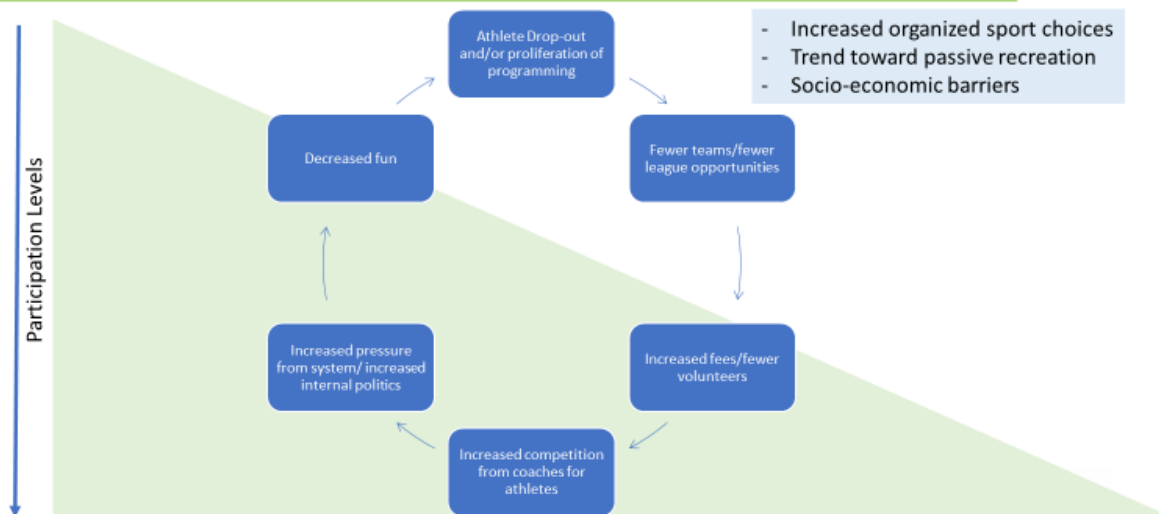 Athlete Drop-out
and/or proliferation of
programming
- Increased organized sport choices
- Trend toward passive recreation
- Socio-economic barriers
Decreased fun
Fewer teams/fewer
league opportunities
Participation Levels
Increased pressure
from system/ increased
internal politics
Increased fees/fewer
volunteers
Increased competition
from coaches for
athletes